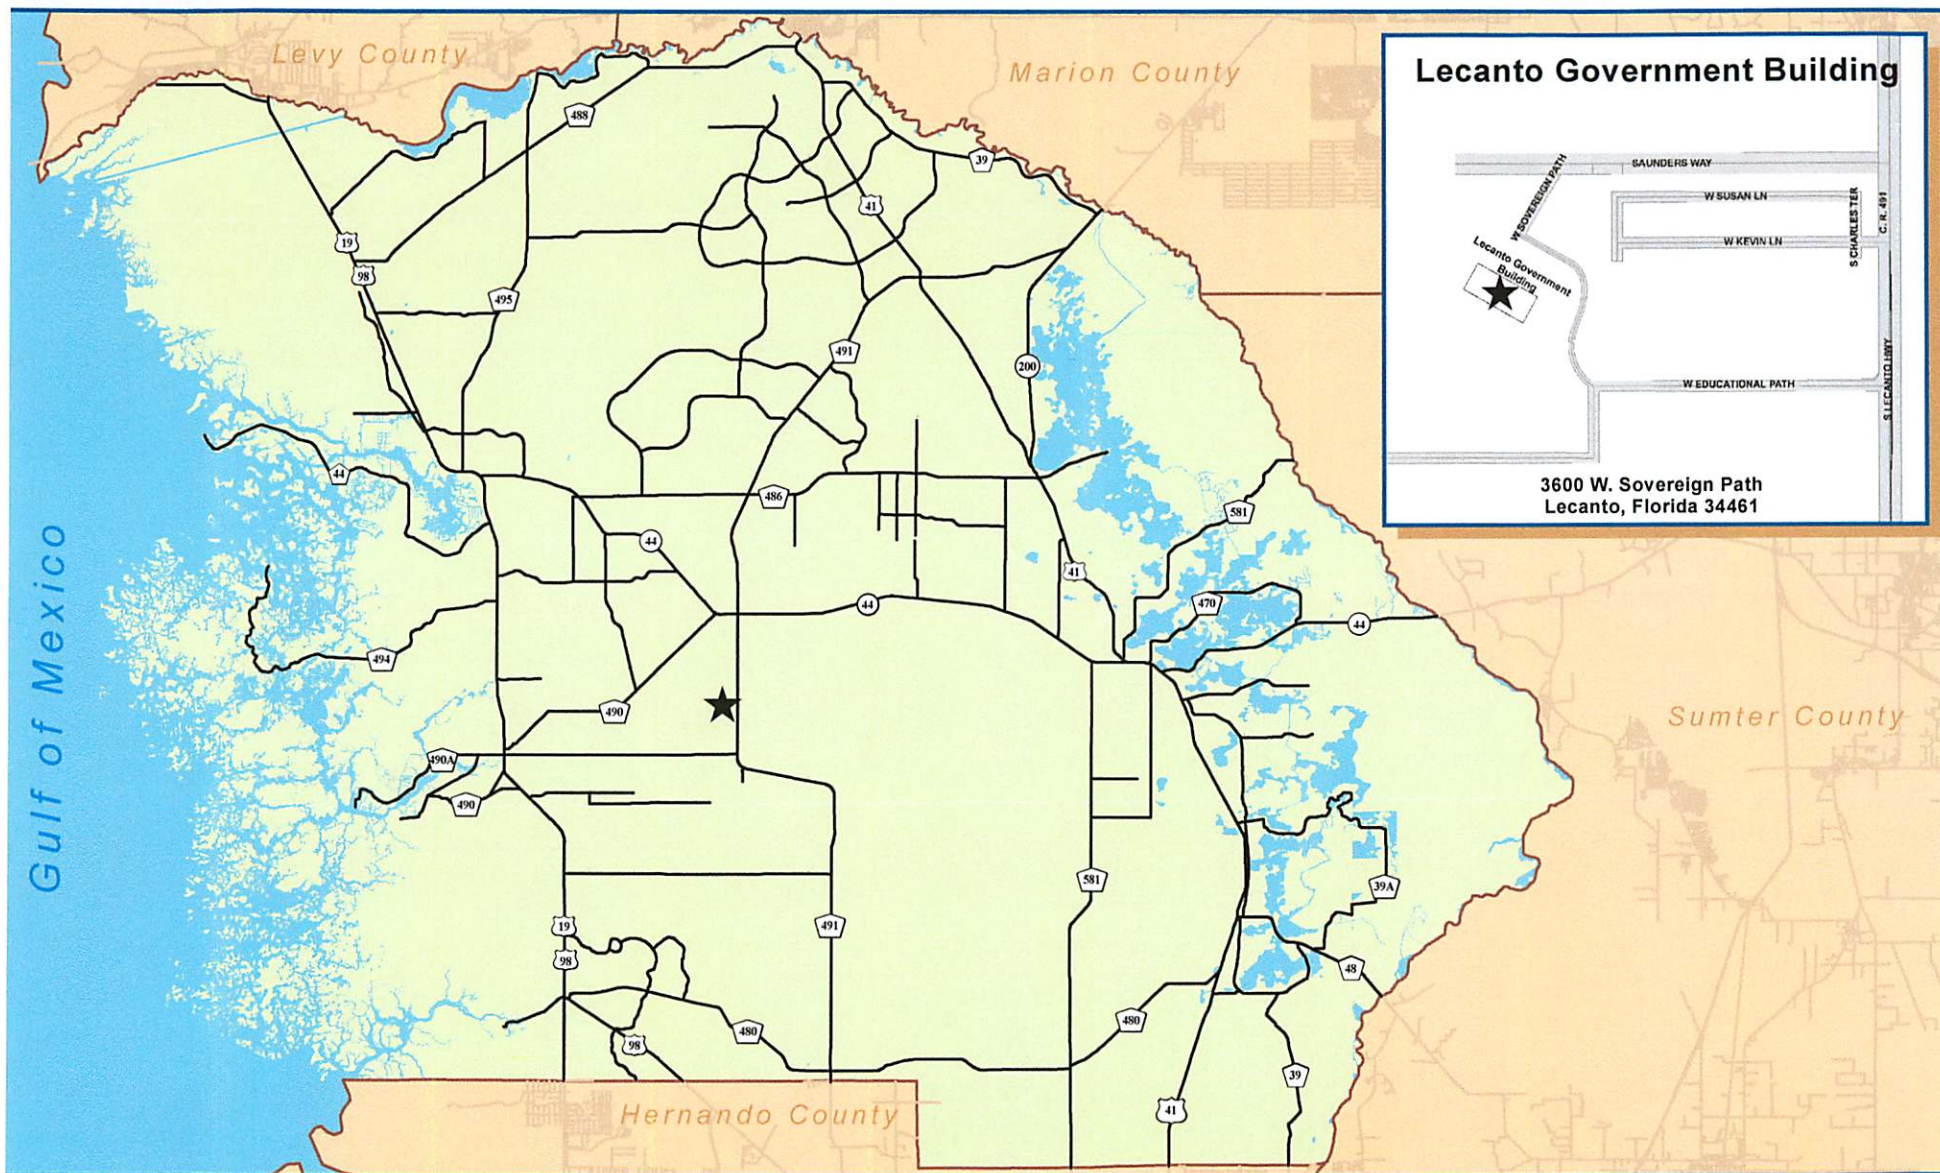 Levy County
Marion County
Lecanto Government Building
SAUNDERS WAY
W SOVEREIGN PATH
W SUSAN LN
S CHARLES TER
C. R. 491
W KEVIN LN
Lecanto Government
Building
S LECANTO HWY
W EDUCATIONAL PATH
3600 W. Sovereign Path
Lecanto, Florida 34461
488
39
41
19
98
495
491
200
44
486
581
44
41
470
44
44
494
490
Sumter County
490A
490
Gulf of Mexico
581
39A
19
491
98
48
480
480
98
39
41
Hernando County